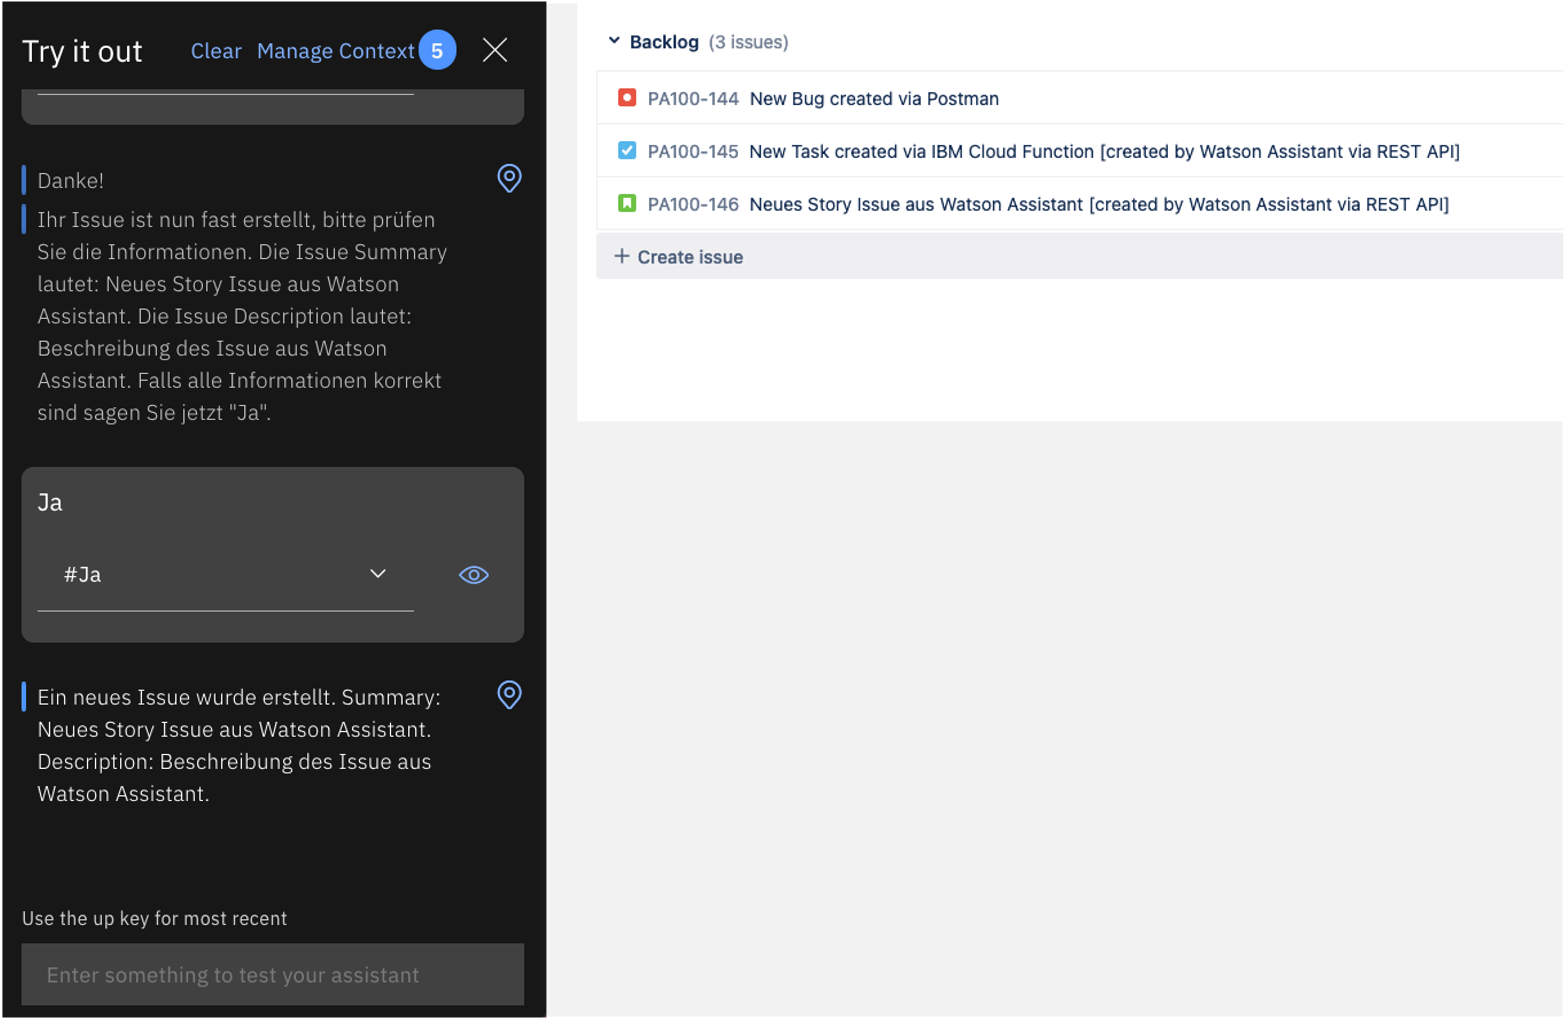 Try it out
Clear
Manage Context
5
Danke!
Ihr Issue ist nun fast erstellt, bitte prüfen
Sie die Informationen. Die Issue Summary
lautet: Neues Story Issue aus Watson
Assistant. Die Issue Description lautet:
Beschreibung des Issue aus Watson
Assistant. Falls alle Informationen korrekt
sind sagen Sie jetzt "Ja".
Ja
#Ja
Ein neues Issue wurde erstellt. Summary:
Neues Story Issue aus Watson Assistant.
Description: Beschreibung des Issue aus
Watson Assistant.
Use the up key for most recent
Enter something to test your assistant
Backlog (3 issues)
PA100-144 New Bug created via Postman
PA100-145 New Task created via IBM Cloud Function [created by Watson Assistant via REST API]
PA100-146 Neues Story Issue aus Watson Assistant [created by Watson Assistant via REST API]
+ Create issue